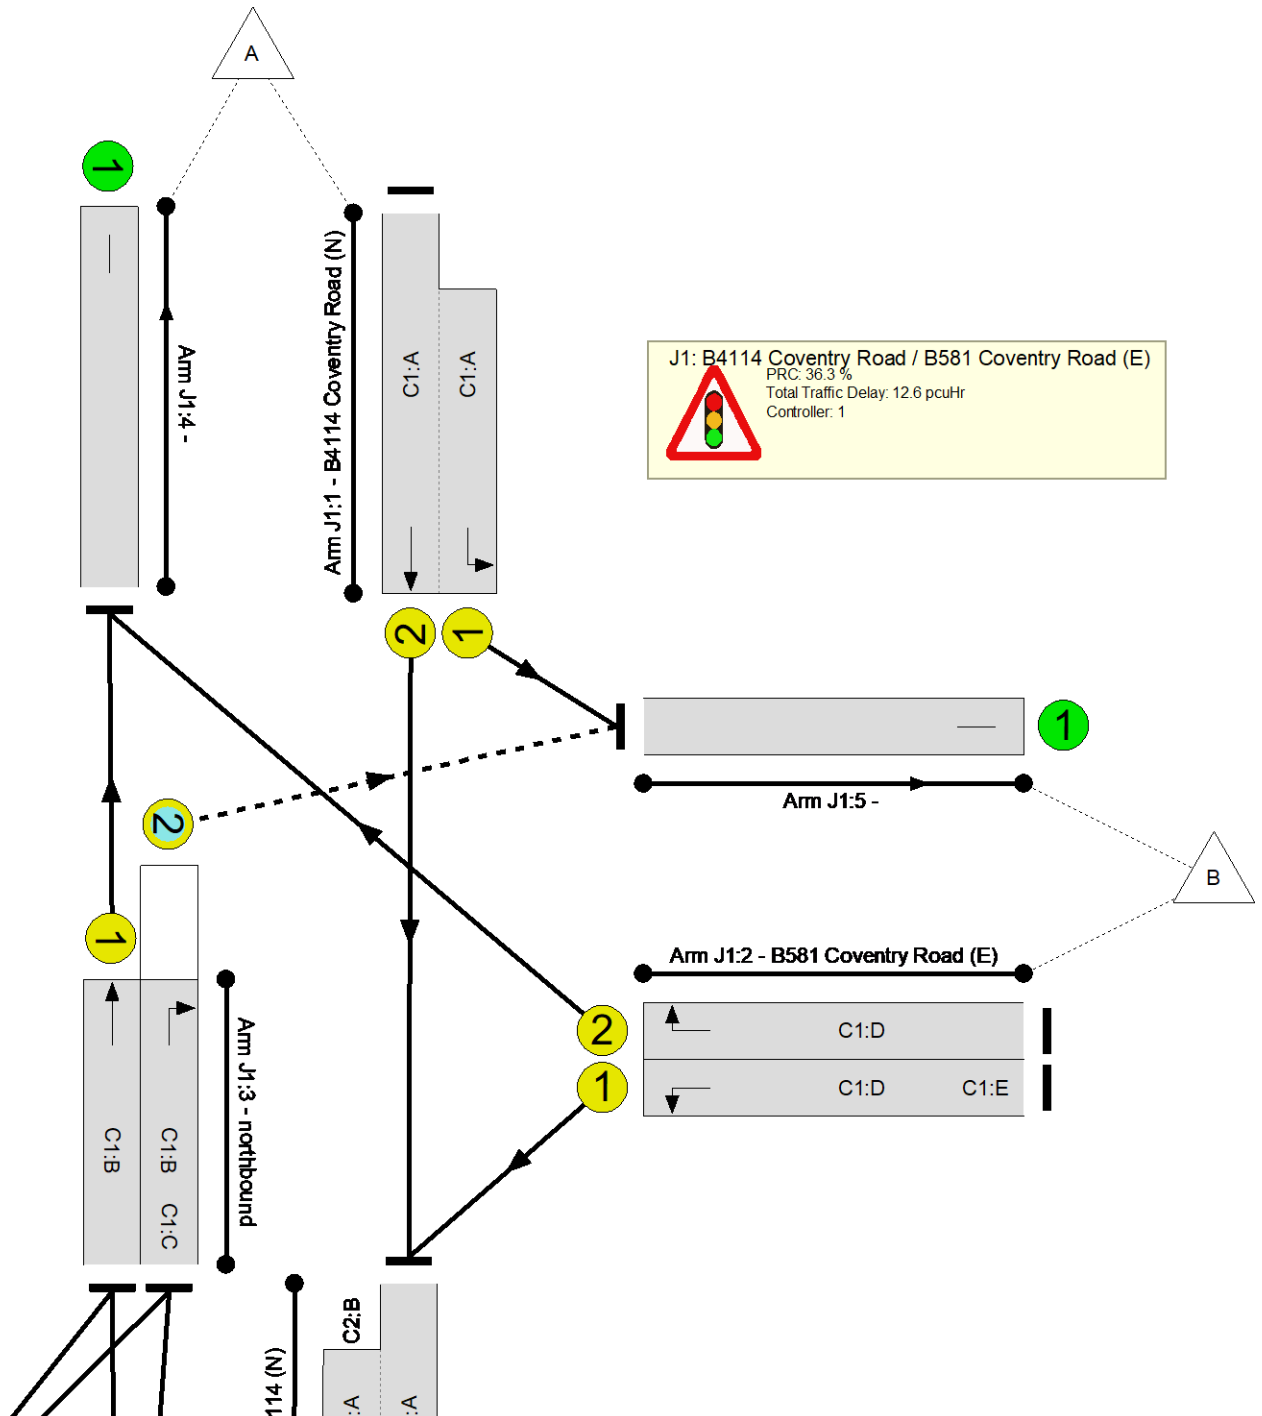 A
1
Arm J1:4 -
Arm J1:1 - B4114 Coventry Road (N)
C1:A
C1:A
2
1
J1: B4114 Coventry Road / B581 Coventry Road (E)
PRC: 36.3 %
Total Traffic Delay: 12.6 pcuHr
Controller: 1
1
Arm J1:5 -
B
2
1
Arm J1:3 - northbound
C1:B
C1:B C1:C
Arm J1:2 - B581 Coventry Road (E)
2
C1:D
1
C1:D C1:E
C2:B
114 (N)
:A
:A